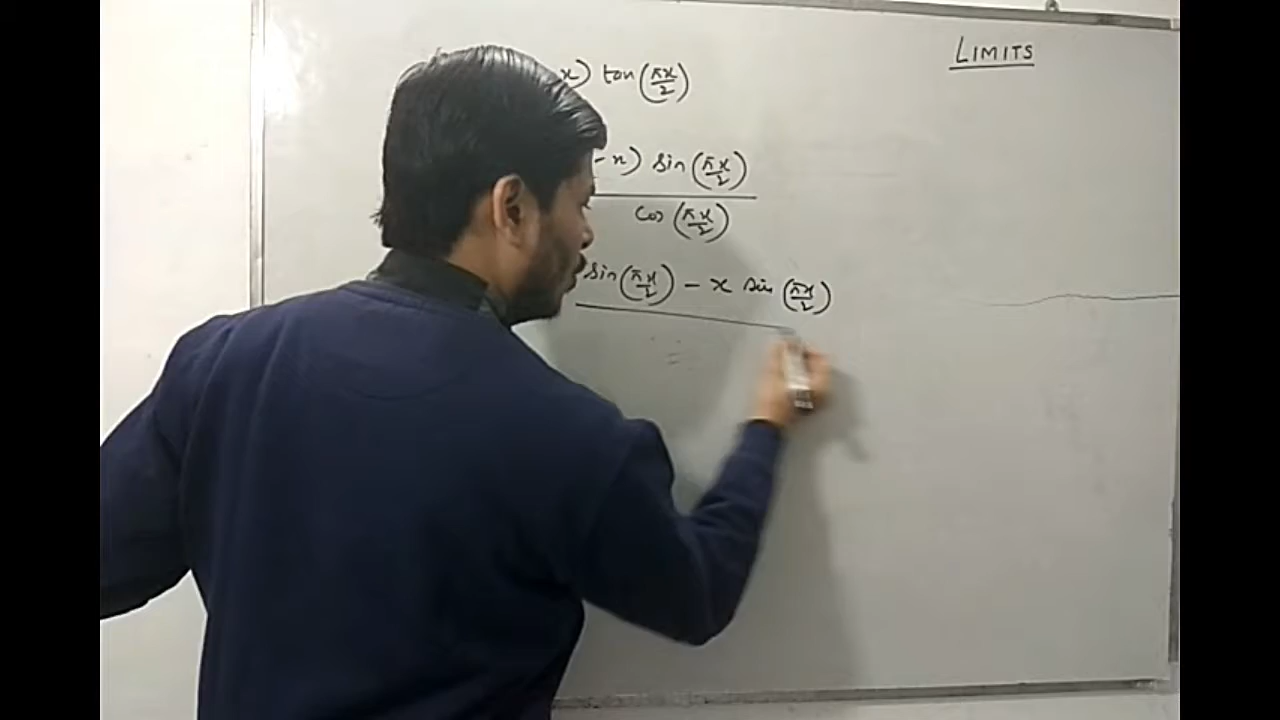 LIMITS
x) tan(πx/2)
- x) sin(πx/2)
cos(πx/2)
sin(πx/2) - x sin(πx/2)
=